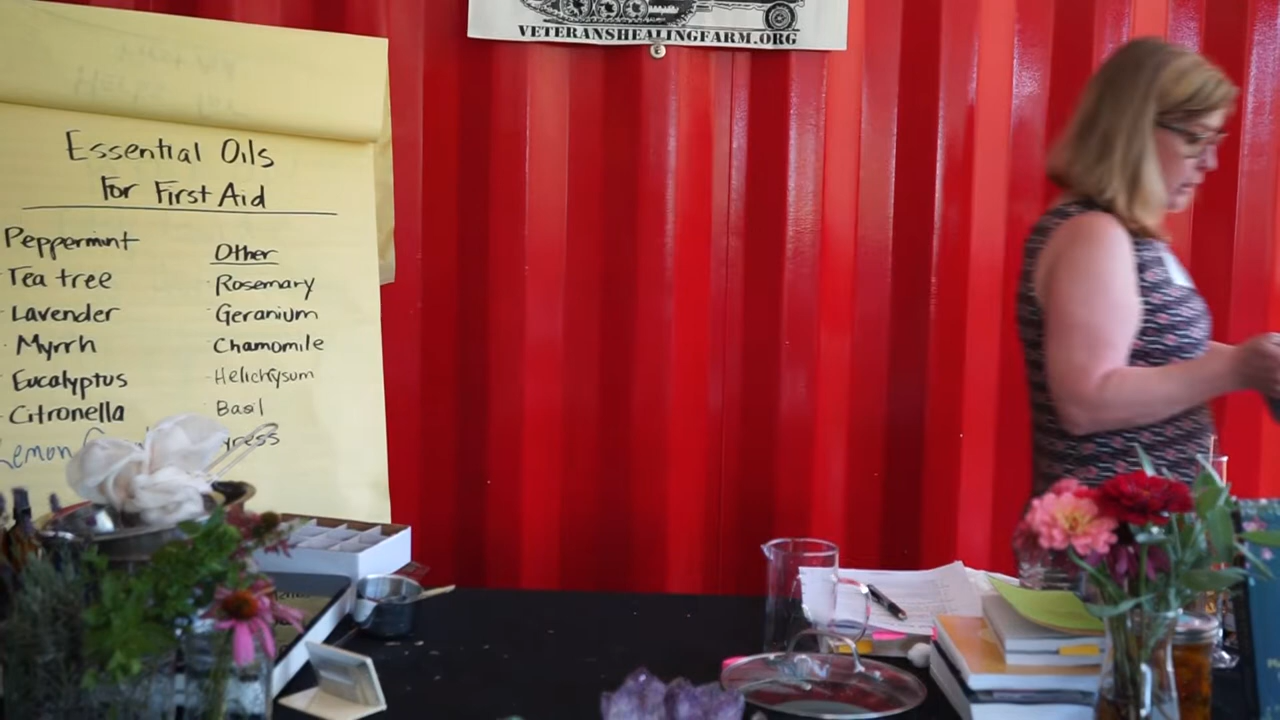 VETERANSHEALINGFARM.ORG
Essential Oils
For First Aid
Peppermint
Tea tree
Lavender
Myrrh
Eucalyptus
Citronella
Lemon
Other
Rosemary
Geranium
Chamomile
Helichrysum
Basil